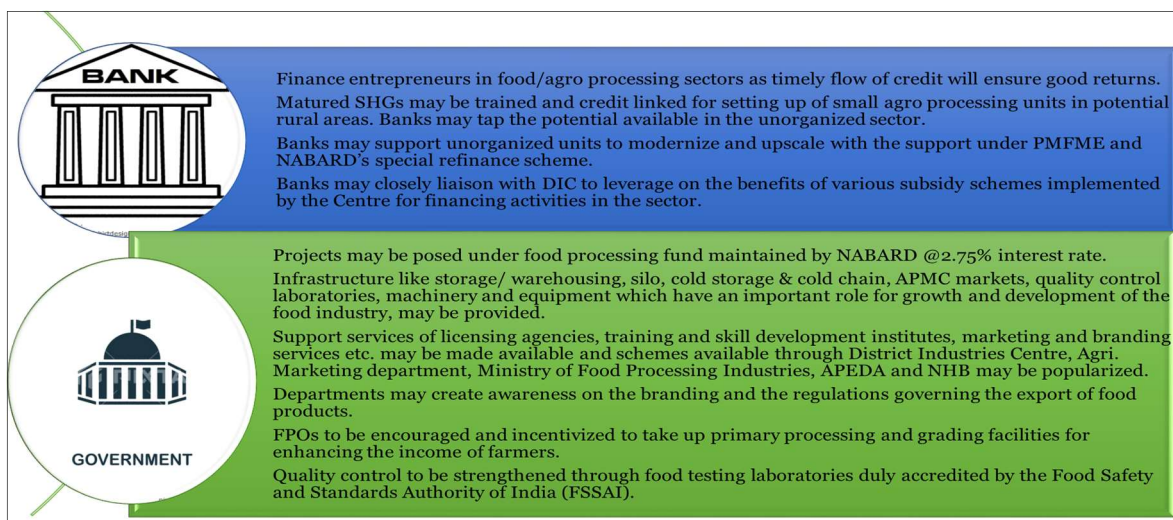 BANK
Finance entrepreneurs in food/agro processing sectors as timely flow of credit will ensure good returns.
Matured SHGs may be trained and credit linked for setting up of small agro processing units in potential
rural areas. Banks may tap the potential available in the unorganized sector.
Banks may support unorganized units to modernize and upscale with the support under PMFME and
NABARD's special refinance scheme.
Banks may closely liaison with DIC to leverage on the benefits of various subsidy schemes implemented
by the Centre for financing activities in the sector.
GOVERNMENT
Projects may be posed under food processing fund maintained by NABARD @2.75% interest rate.
Infrastructure like storage/ warehousing, silo, cold storage & cold chain, APMC markets, quality control
laboratories, machinery and equipment which have an important role for growth and development of the
food industry, may be provided.
Support services of licensing agencies, training and skill development institutes, marketing and branding
services etc. may be made available and schemes available through District Industries Centre, Agri.
Marketing department, Ministry of Food Processing Industries, APEDA and NHB may be popularized.
Departments may create awareness on the branding and the regulations governing the export of food
products.
FPOs to be encouraged and incentivized to take up primary processing and grading facilities for
enhancing the income of farmers.
Quality control to be strengthened through food testing laboratories duly accredited by the Food Safety
and Standards Authority of India (FSSAI).